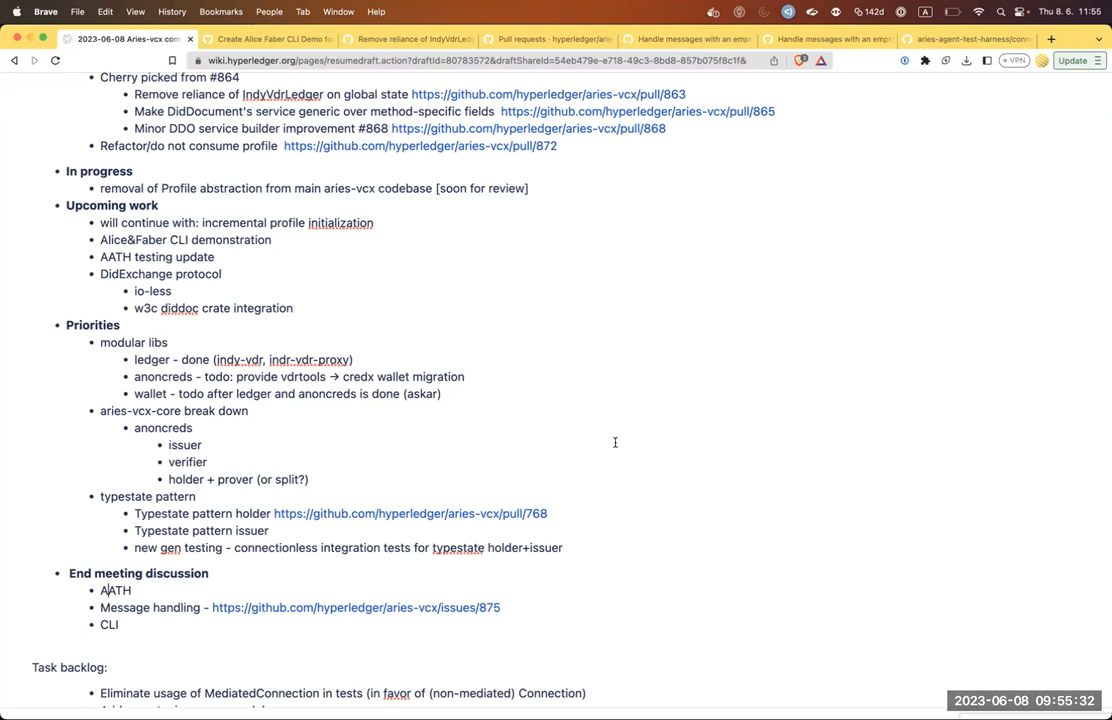 Brave File Edit View History Bookmarks People Tab Window Help 142d A Thu 8. 6. 11:55
2023-06-08 Aries-vcx com Create Alice Faber CLI Demo fo Remove reliance of IndyVdrLedg Pull requests · hyperledger/arie Handle messages with an empt Handle messages with an empt aries-agent-test-harness/conn
wiki.hyperledger.org/pages/resumedraft.action?draftId=80783572&draftShareId=54eb479e-e718-49c3-8bd8-857b075f8c1f& VPN Update
Cherry picked from #864
Remove reliance of IndyVdrLedger on global state https://github.com/hyperledger/aries-vcx/pull/863
Make DidDocument's service generic over method-specific fields https://github.com/hyperledger/aries-vcx/pull/865
Minor DDO service builder improvement #868 https://github.com/hyperledger/aries-vcx/pull/868
Refactor/do not consume profile https://github.com/hyperledger/aries-vcx/pull/872
In progress
removal of Profile abstraction from main aries-vcx codebase [soon for review]
Upcoming work
will continue with: incremental profile initialization
Alice&Faber CLI demonstration
AATH testing update
DidExchange protocol
io-less
w3c diddoc crate integration
Priorities
modular libs
ledger - done (indy-vdr, indr-vdr-proxy)
anoncreds - todo: provide vdrtools → credx wallet migration
wallet - todo after ledger and anoncreds is done (askar)
aries-vcx-core break down
anoncreds
issuer
verifier
holder + prover (or split?)
typestate pattern
Typestate pattern holder https://github.com/hyperledger/aries-vcx/pull/768
Typestate pattern issuer
new gen testing - connectionless integration tests for typestate holder+issuer
End meeting discussion
AATH
Message handling - https://github.com/hyperledger/aries-vcx/issues/875
CLI
Task backlog:
Eliminate usage of MediatedConnection in tests (in favor of (non-mediated) Connection)
2023-06-08 09:55:32